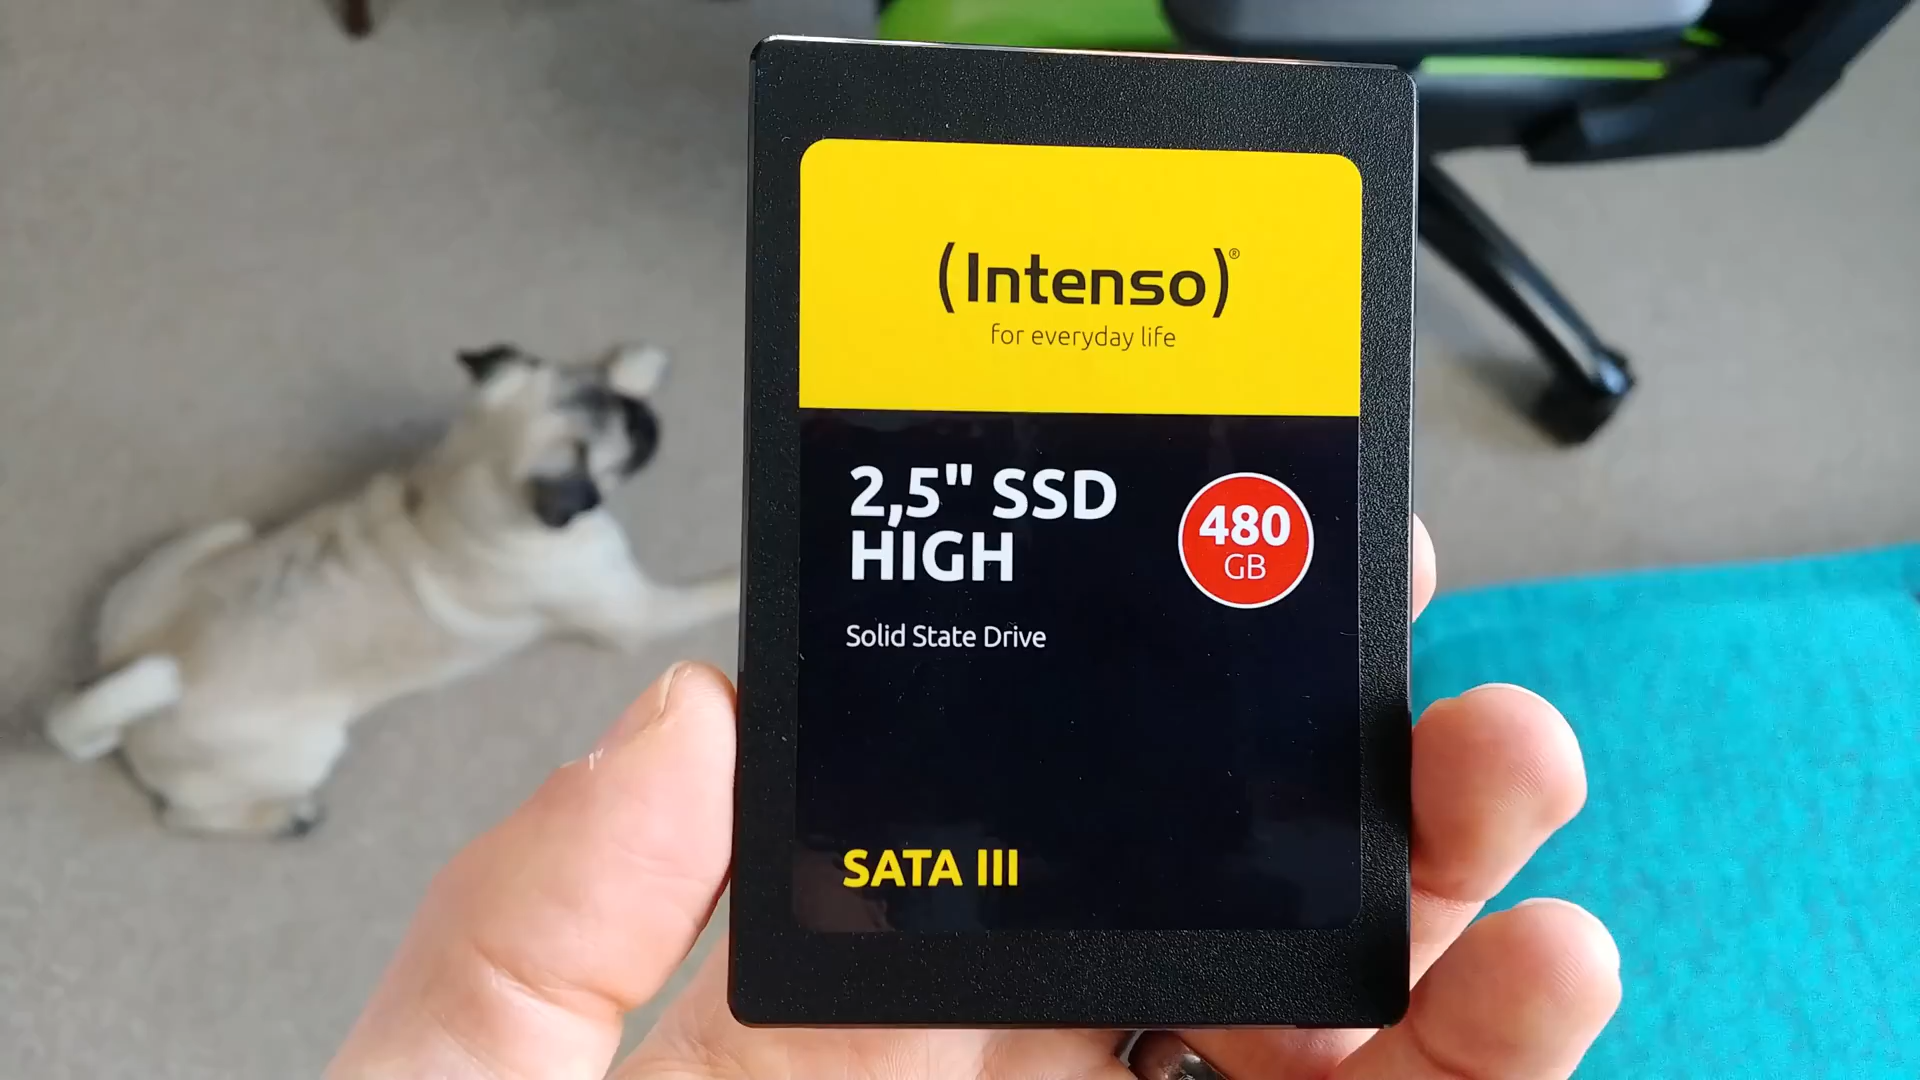 (Intenso)®
for everyday life
2,5" SSD
HIGH
480
GB
Solid State Drive
SATA III